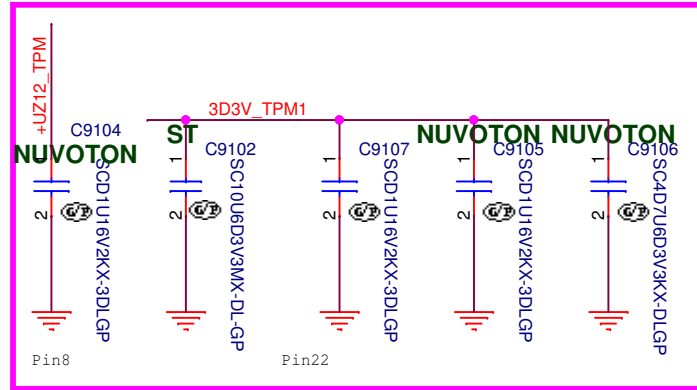 +UZ12_TPM
3D3V_TPM1
C9104
NUVOTON
1
2
G/P
SCD1U16V2KX-3DLGP
ST
C9102
1
2
G/P
SC10U6D3V3MX-DL-GP
C9107
1
2
G/P
SCD1U16V2KX-3DLGP
NUVOTON
C9105
1
2
G/P
SCD1U16V2KX-3DLGP
NUVOTON
C9106
1
2
G/P
SC4D7U6D3V3KX-DLGP
Pin8
Pin22